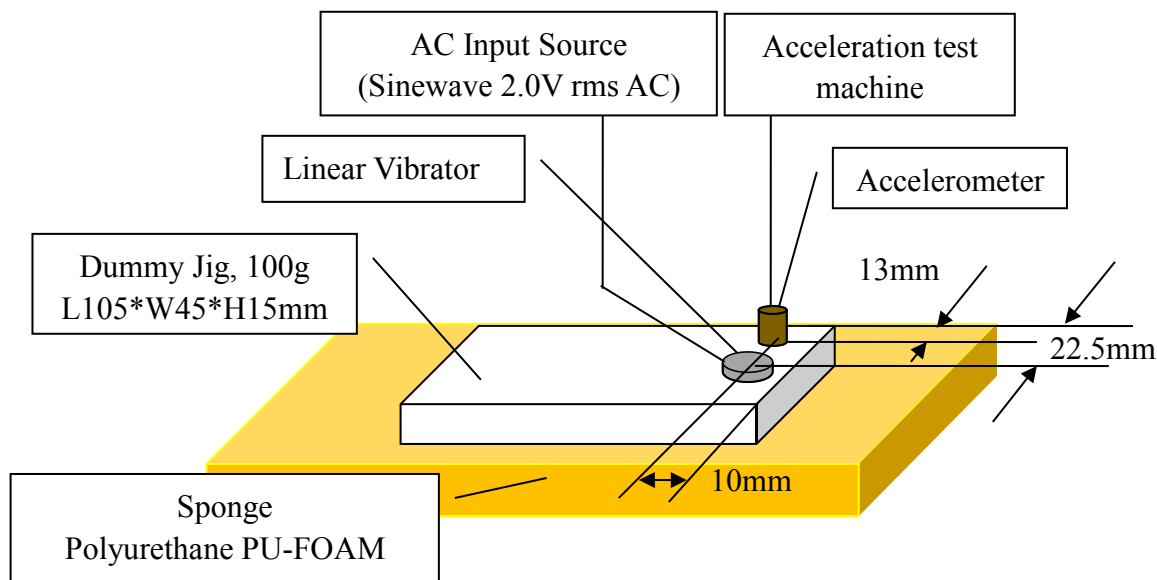 AC Input Source
(Sinewave 2.0V rms AC)
Acceleration test
machine
Linear Vibrator
Accelerometer
Dummy Jig, 100g
L105*W45*H15mm
13mm
22.5mm
10mm
Sponge
Polyurethane PU-FOAM